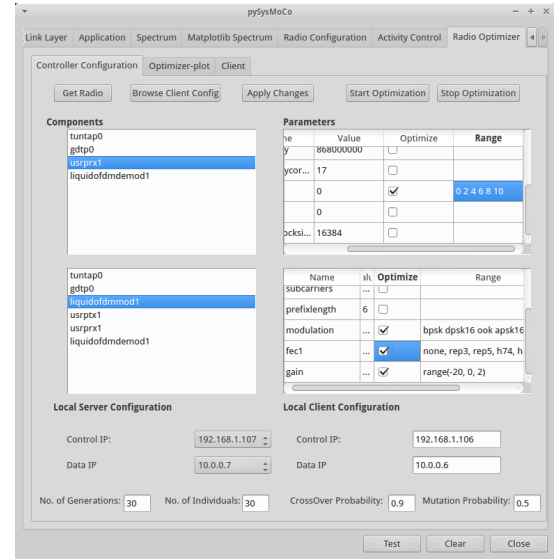 pySysMoCo
Link Layer Application Spectrum Matplotlib Spectrum Radio Configuration Activity Control Radio Optimizer
Controller Configuration Optimizer-plot Client
Get Radio Browse Client Config Apply Changes Start Optimization Stop Optimization
Components Parameters
tuntap0
gdtp0
usrprx1
liquidofdmdemod1
ne Value Optimize Range
y 868000000
ycor... 17
0 0 2 4 6 8 10
0
ocksi... 16384
tuntap0
gdtp0
liquidofdmmod1
usrptx1
usrprx1
liquidofdmdemod1
Name alu Optimize Range
subcarriers ...
prefixlength 6
modulation ... bpsk dpsk16 ook apsk16
fec1 ... none, rep3, rep5, h74, h
gain ... range(-20, 0, 2)
Local Server Configuration Local Client Configuration
Control IP: 192.168.1.107 Control IP: 192.168.1.106
Data IP 10.0.0.7 Data IP 10.0.0.6
No. of Generations: 30 No. of Individuals: 30 CrossOver Probability: 0.9 Mutation Probability: 0.5
Test Clear Close